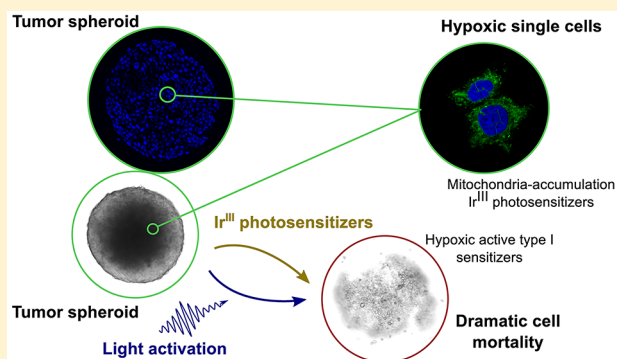 Tumor spheroid
Hypoxic single cells
Mitochondria-accumulation
Ir^III photosensitizers
Ir^III photosensitizers
Hypoxic active type I
sensitizers
Tumor spheroid
Light activation
Dramatic cell
mortality